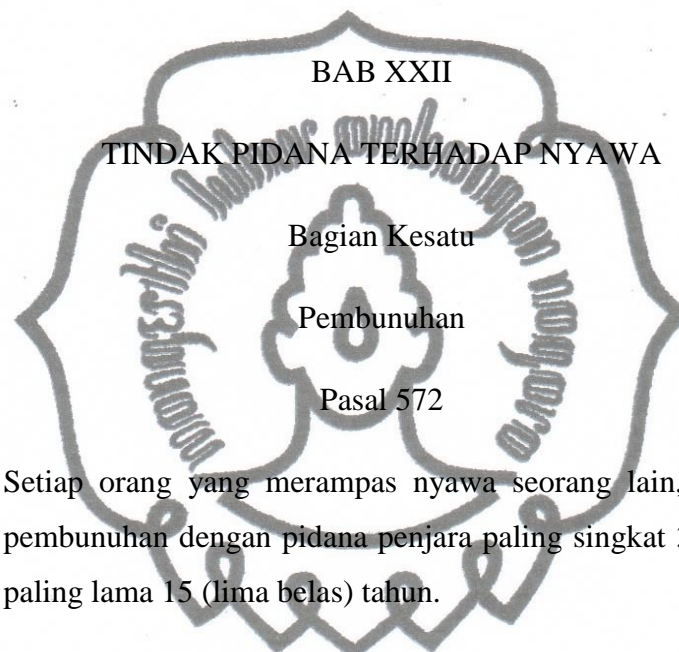 BAB XXII
TINDAK PIDANA TERHADAP NYAWA
Bagian Kesatu
Pembunuhan
Pasal 572
Setiap orang yang merampas nyawa seorang lain,
pembunuhan dengan pidana penjara paling singkat 3
paling lama 15 (lima belas) tahun.